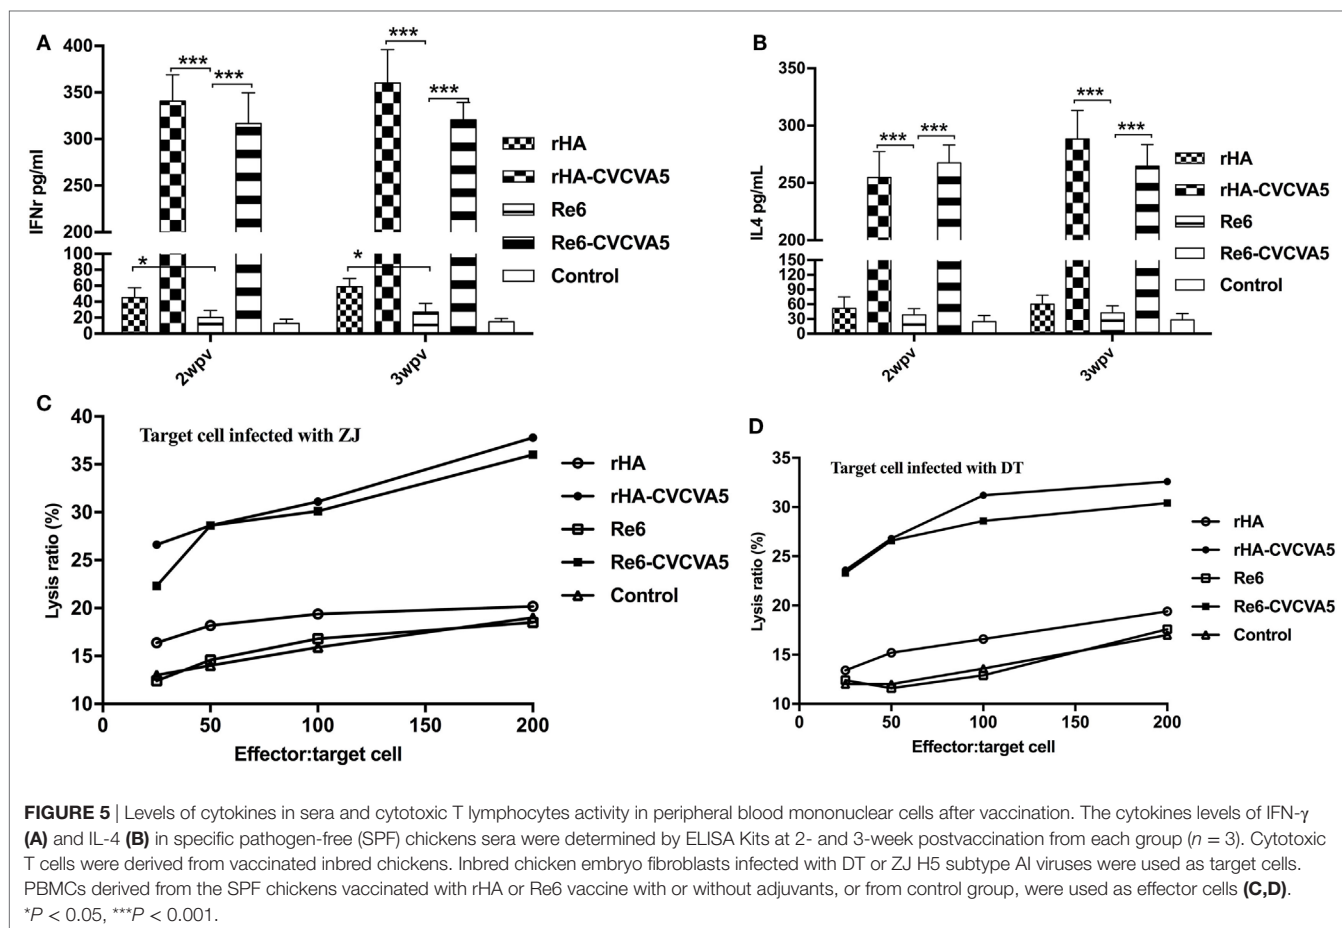 A
400
350
300
250
200
100
80
60
40
20
0
IFNr pg/ml
***
***
***
***
*
*
2wpv
3wpv
rHA
rHA-CVCVA5
Re6
Re6-CVCVA5
Control
B
350
300
250
200
150
120
90
60
30
0
IL4 pg/mL
***
***
***
***
2wpv
3wpv
rHA
rHA-CVCVA5
Re6
Re6-CVCVA5
Control
C
Target cell infected with ZJ
40
35
30
25
20
15
10
Lysis ratio (%)
0
50
100
150
200
Effector:target cell
rHA
rHA-CVCVA5
Re6
Re6-CVCVA5
Control
D
Target cell infected with DT
35
30
25
20
15
10
Lysis ratio (%)
0
50
100
150
200
Effector:target cell
rHA
rHA-CVCVA5
Re6
Re6-CVCVA5
Control
FIGURE 5 | Levels of cytokines in sera and cytotoxic T lymphocytes activity in peripheral blood mononuclear cells after vaccination. The cytokines levels of IFN-γ
(A) and IL-4 (B) in specific pathogen-free (SPF) chickens sera were determined by ELISA Kits at 2- and 3-week postvaccination from each group (n = 3). Cytotoxic
T cells were derived from vaccinated inbred chickens. Inbred chicken embryo fibroblasts infected with DT or ZJ H5 subtype AI viruses were used as target cells.
PBMCs derived from the SPF chickens vaccinated with rHA or Re6 vaccine with or without adjuvants, or from control group, were used as effector cells (C,D).
*P < 0.05, ***P < 0.001.